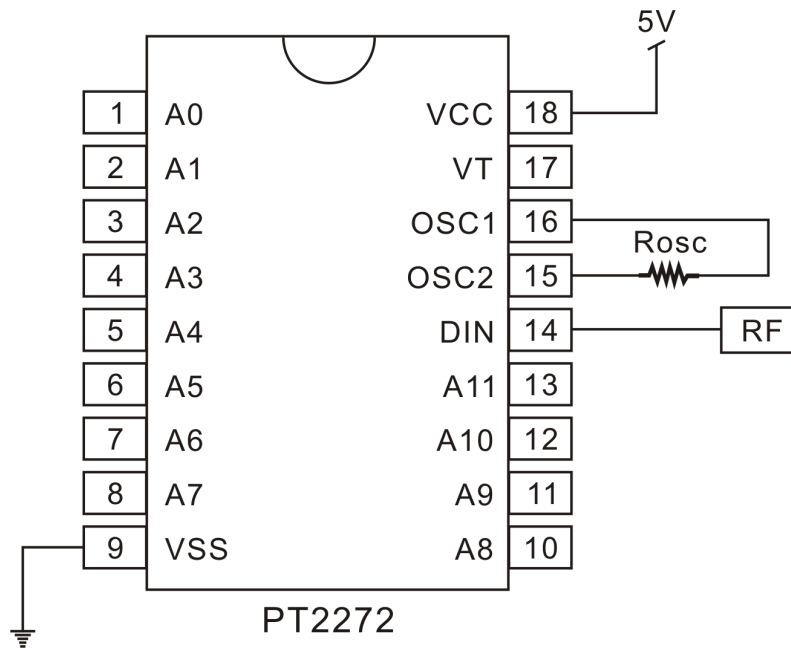 5V
1 A0 VCC 18
2 A1 VT 17
3 A2 OSC1 16
Rosc
4 A3 OSC2 15
5 A4 DIN 14 RF
6 A5 A11 13
7 A6 A10 12
8 A7 A9 11
9 VSS A8 10
PT2272